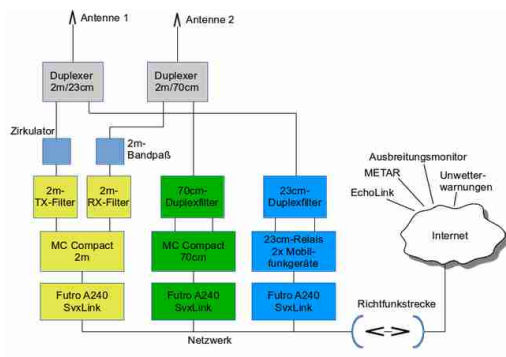 Antenne 1
Antenne 2
Duplexer
2m/23cm
Duplexer
2m/70cm
Zirkulator
2m-
Bandpaß
Ausbreitungsmonitor
METAR
Unwetter-
warnungen
EchoLink
2m-
TX-Filter
2m-
RX-Filter
70cm-
Duplexfilter
23cm-
Duplexfilter
Internet
MC Compact
2m
MC Compact
70cm
23cm-Relais
2x Mobil-
funkgeräte
Futro A240
SvxLink
Futro A240
SvxLink
Futro A240
SvxLink
Richtfunkstrecke
Netzwerk